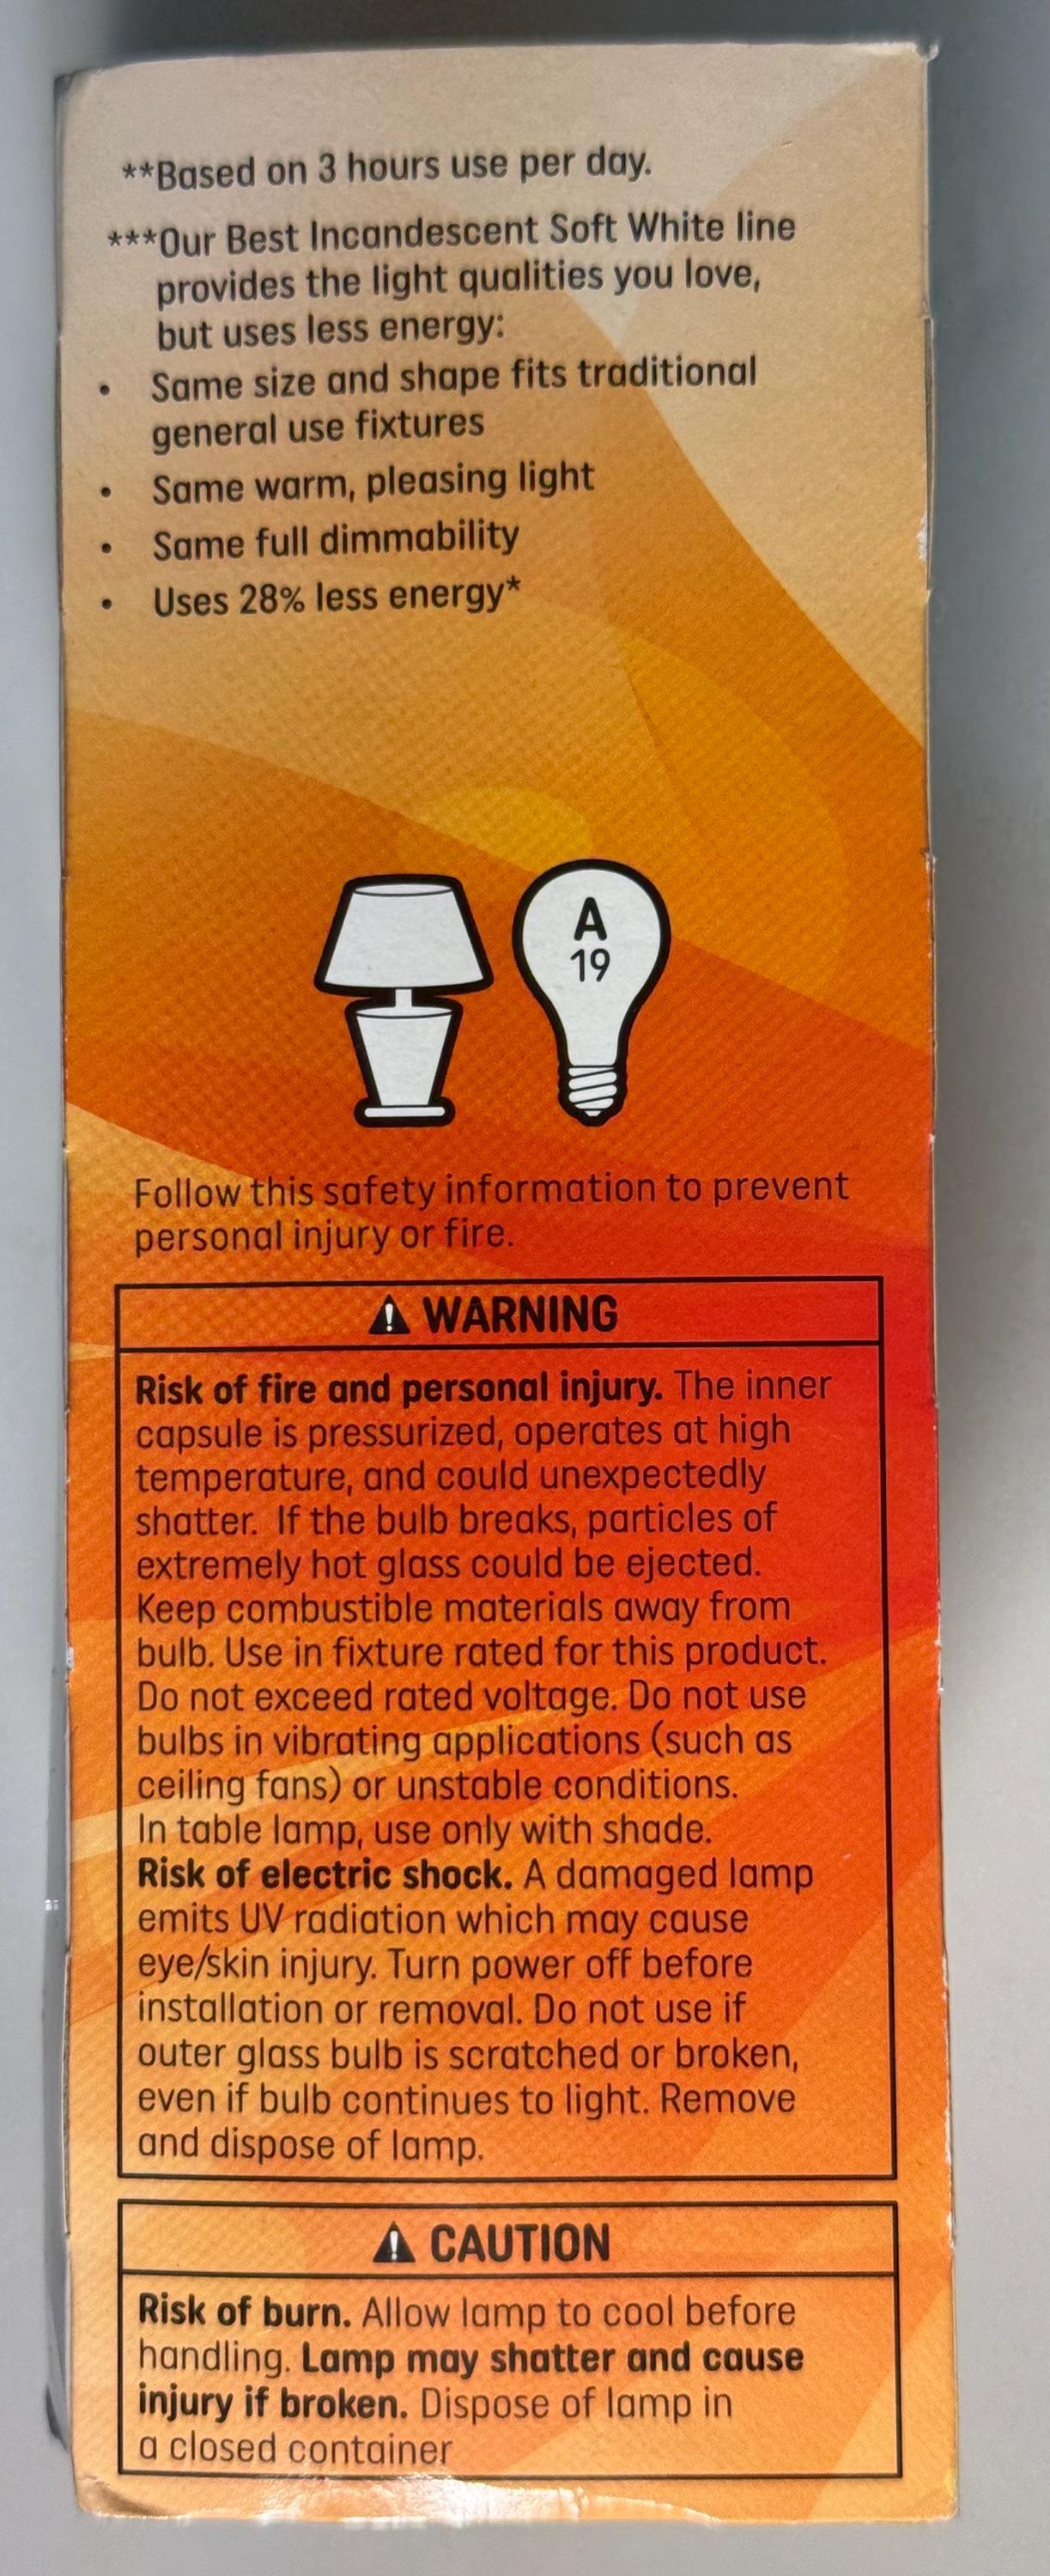 **Based on 3 hours use per day.
***Our Best Incandescent Soft White line
provides the light qualities you love,
but uses less energy:
• Same size and shape fits traditional
general use fixtures
• Same warm, pleasing light
• Same full dimmability
• Uses 28% less energy*
A
19
Follow this safety information to prevent
personal injury or fire.
⚠ WARNING
Risk of fire and personal injury. The inner
capsule is pressurized, operates at high
temperature, and could unexpectedly
shatter. If the bulb breaks, particles of
extremely hot glass could be ejected.
Keep combustible materials away from
bulb. Use in fixture rated for this product.
Do not exceed rated voltage. Do not use
bulbs in vibrating applications (such as
ceiling fans) or unstable conditions.
In table lamp, use only with shade.
Risk of electric shock. A damaged lamp
emits UV radiation which may cause
eye/skin injury. Turn power off before
installation or removal. Do not use if
outer glass bulb is scratched or broken,
even if bulb continues to light. Remove
and dispose of lamp.
⚠ CAUTION
Risk of burn. Allow lamp to cool before
handling. Lamp may shatter and cause
injury if broken. Dispose of lamp in
a closed container